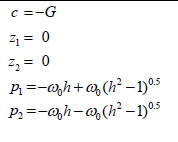 c = -G
z₁ = 0
z₂ = 0
p₁ = -ω₀h + ω₀(h² - 1)⁰·⁵
p₂ = -ω₀h - ω₀(h² - 1)⁰·⁵